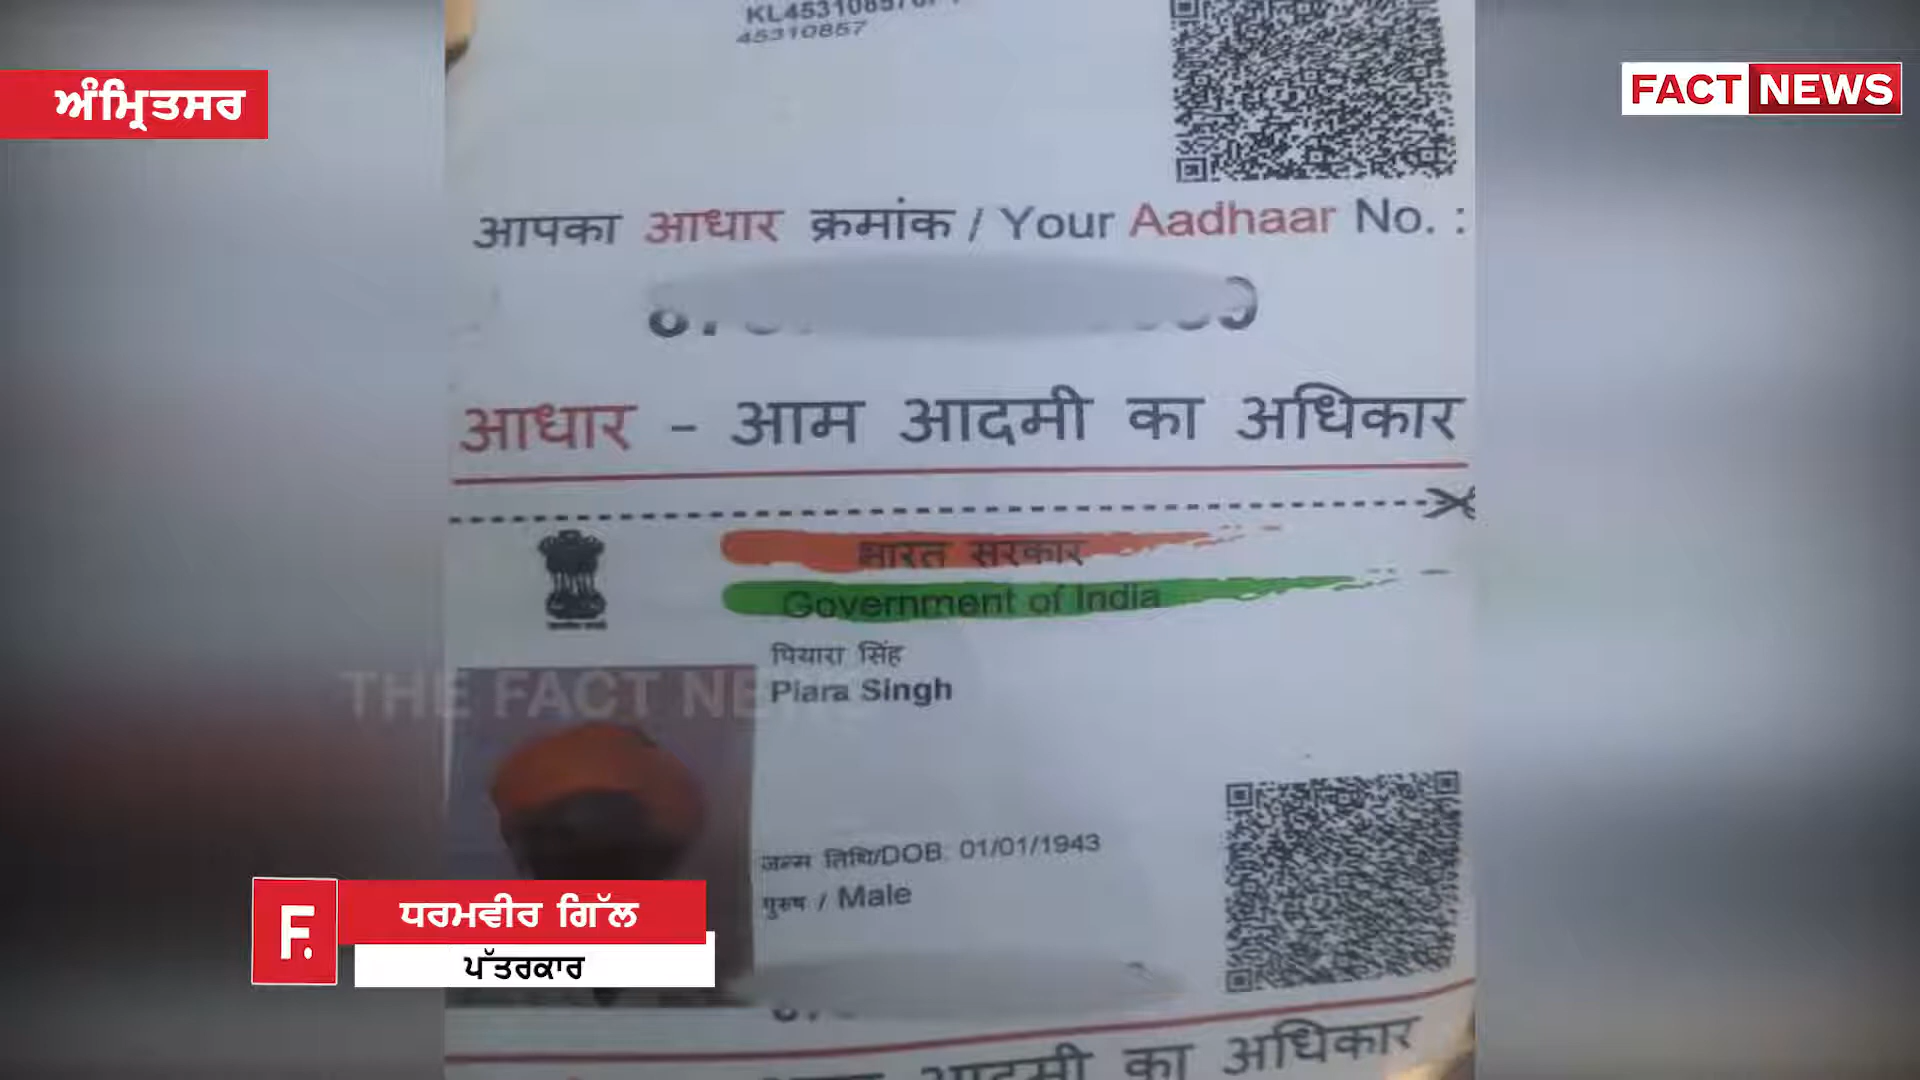 45310857
ਅੰਮ੍ਰਿਤਸਰ
FACT NEWS
आपका आधार क्रमांक / Your Aadhaar No. :
आधार - आम आदमी का अधिकार
भारत सरकार
Government of India
पियारा सिंह
Piara Singh
THE FACT NE
जन्म तिथि/DOB: 01/01/1943
पुरुष / Male
F.
ਧਰਮਵੀਰ ਗਿੱਲ
ਪੱਤਰਕਾਰ
आम आदमी का अधिकार